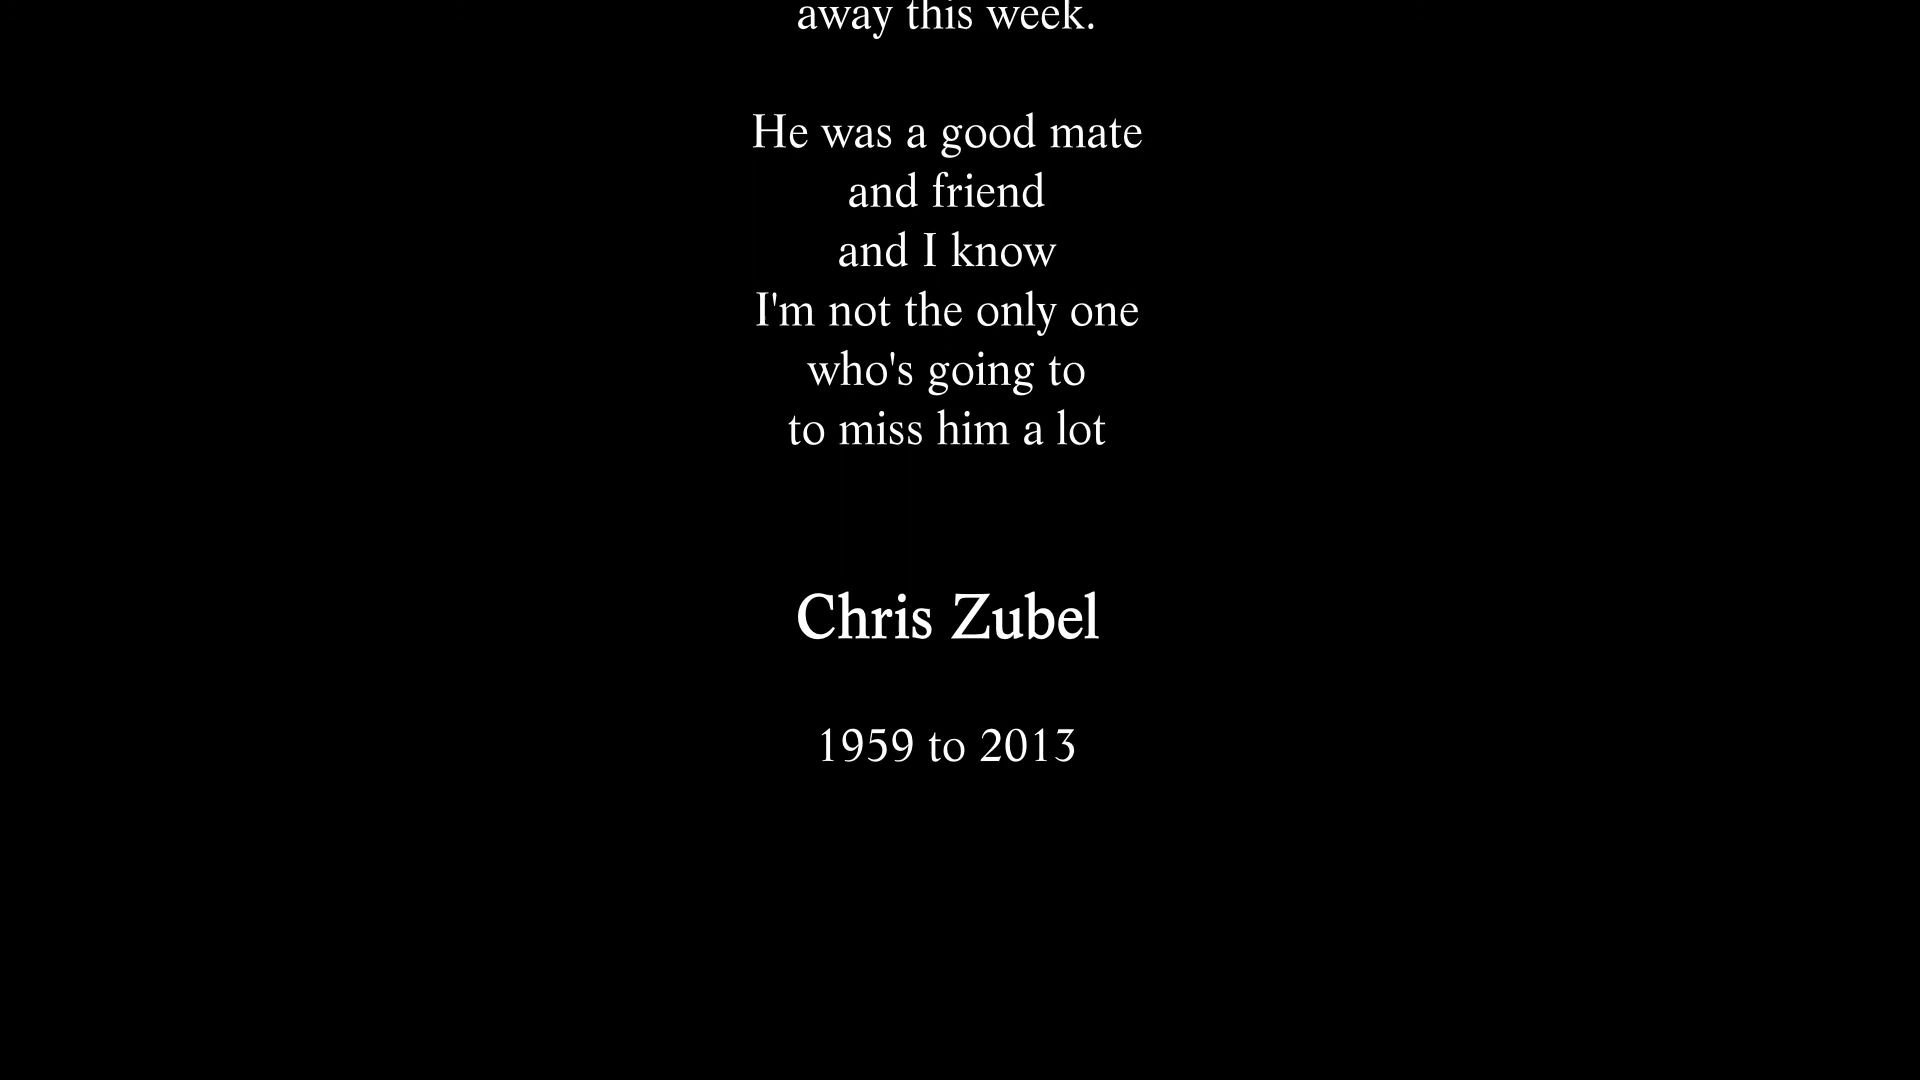 away this week.
He was a good mate
and friend
and I know
I'm not the only one
who's going to
to miss him a lot
Chris Zubel
1959 to 2013